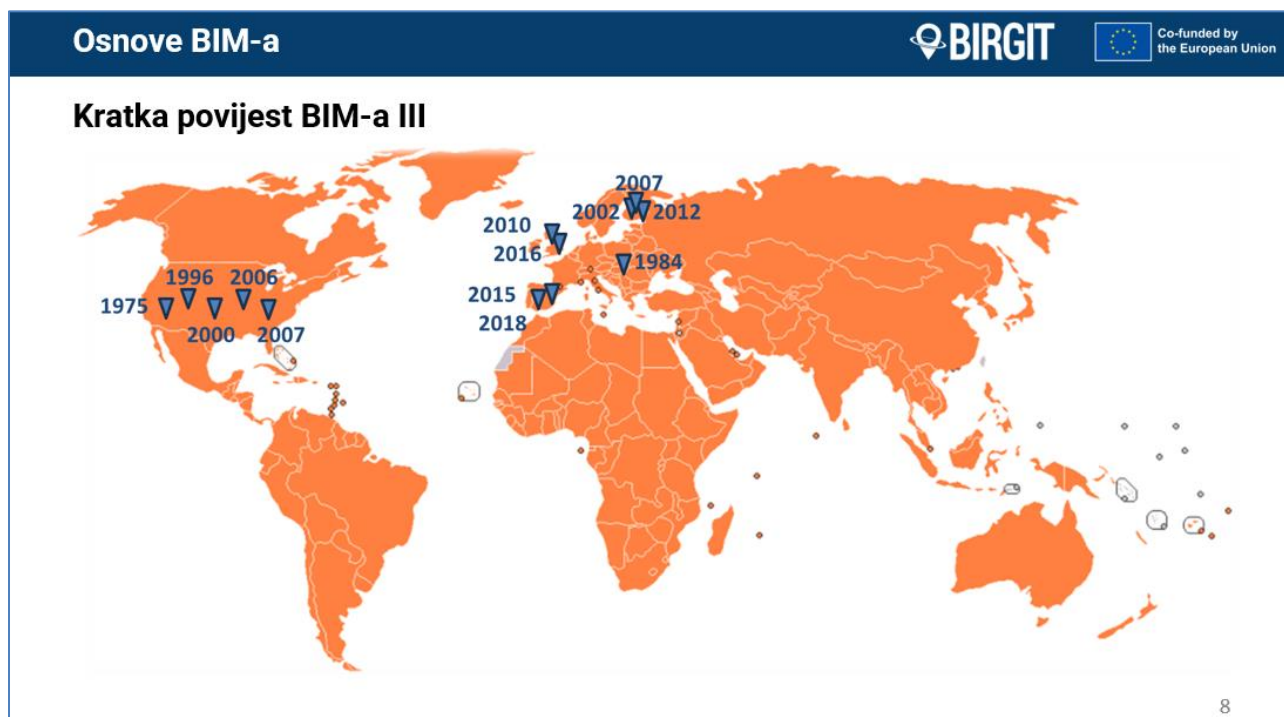 Osnove BIM-a
BIRGIT
Co-funded by
the European Union
Kratka povijest BIM-a III
2007
2002
2012
2010
2016
1984
1996
2006
1975
2015
2000
2007
2018
8